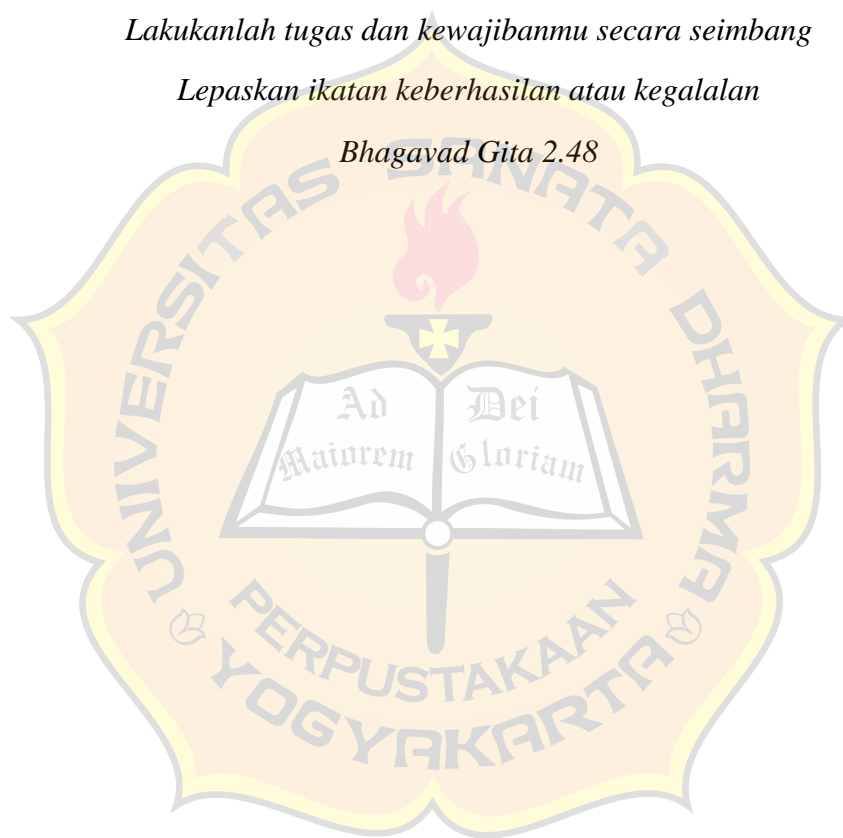 Lakukanlah tugas dan kewajibanmu secara seimbang
Lepaskan ikatan keberhasilan atau kegalalan
Bhagavad Gita 2.48
UNIVERSITAS SANATA DHARMA
Ad
Maiorem
Dei
Gloriam
PERPUSTAKAAN
YOGYAKARTA